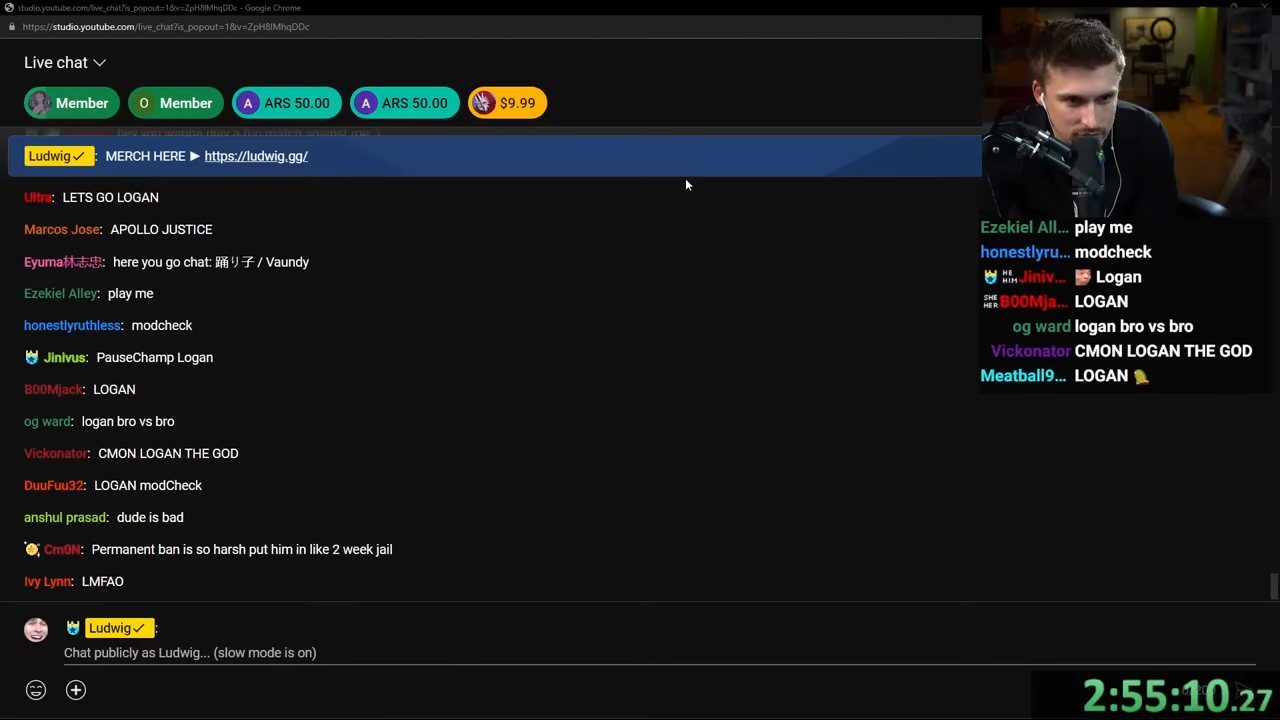 studio.youtube.com/live_chat?is_popout=1&v=ZpH8IMhqDDc - Google Chrome
https://studio.youtube.com/live_chat?is_popout=1&v=ZpH8IMhqDDc
Live chat
Member
O Member
A ARS 50.00
A ARS 50.00
$9.99
Ludwig: MERCH HERE ► https://ludwig.gg/
Ultra: LETS GO LOGAN
Marcos Jose: APOLLO JUSTICE
Eyuma林志忠: here you go chat: 踊り子 / Vaundy
Ezekiel Alley: play me
honestlyruthless: modcheck
Jinivus: PauseChamp Logan
B00Mjack: LOGAN
og ward: logan bro vs bro
Vickonator: CMON LOGAN THE GOD
DuuFuu32: LOGAN modCheck
anshul prasad: dude is bad
Cm0N: Permanent ban is so harsh put him in like 2 week jail
Ivy Lynn: LMFAO
Ludwig:
Chat publicly as Ludwig... (slow mode is on)
Ezekiel All... play me
honestlyru... modcheck
HE HIM Jiniv... Logan
SHE HER B00Mja... LOGAN
og ward logan bro vs bro
Vickonator CMON LOGAN THE GOD
Meatball9... LOGAN
2:55:10.27